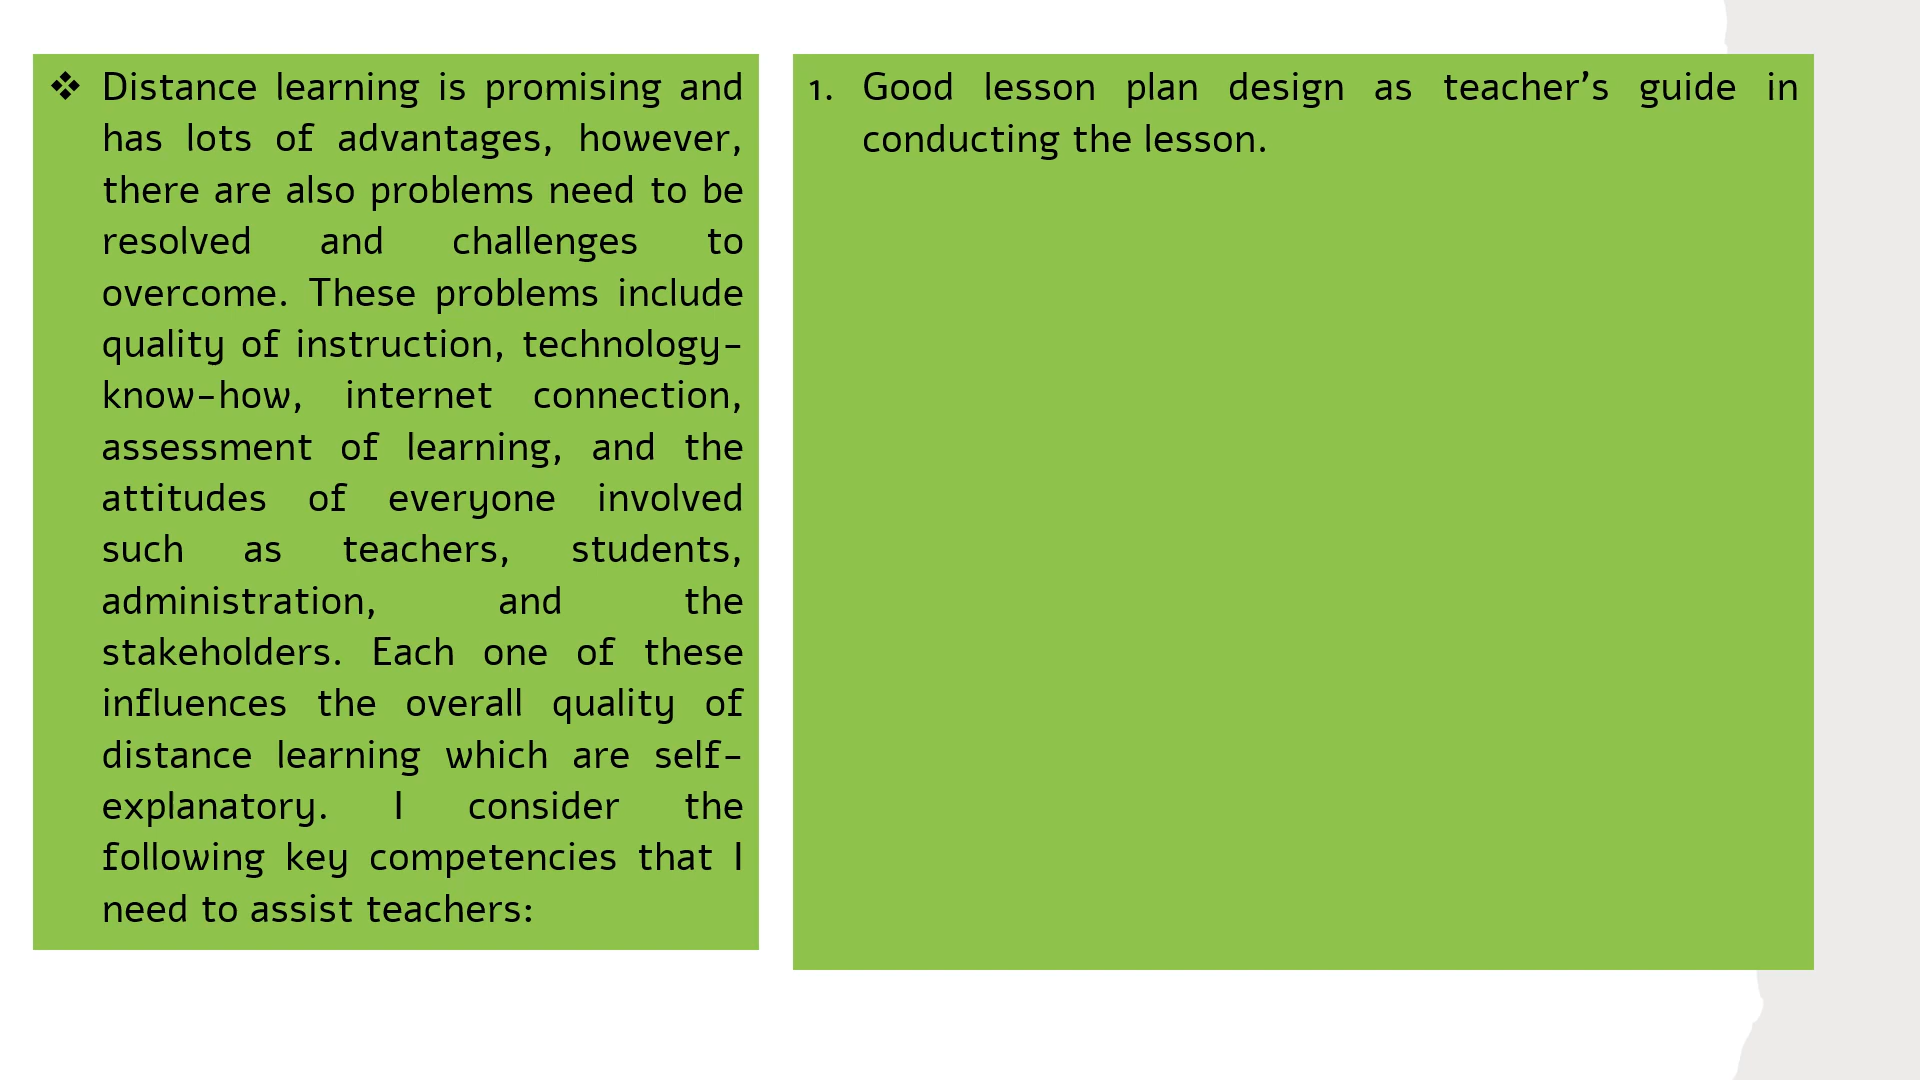 ❖ Distance learning is promising and
has lots of advantages, however,
there are also problems need to be
resolved and challenges to
overcome. These problems include
quality of instruction, technology-
know-how, internet connection,
assessment of learning, and the
attitudes of everyone involved
such as teachers, students,
administration, and the
stakeholders. Each one of these
influences the overall quality of
distance learning which are self-
explanatory. I consider the
following key competencies that I
need to assist teachers:
1. Good lesson plan design as teacher’s guide in
conducting the lesson.